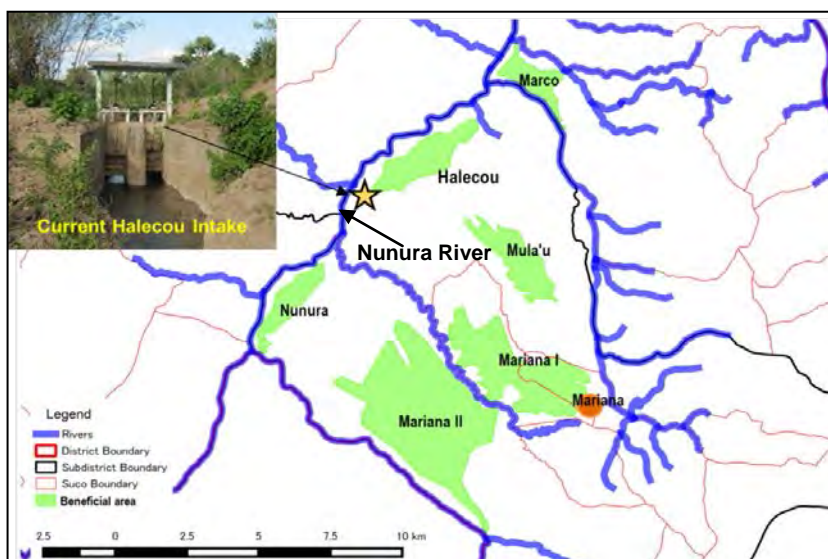 Current Halecou Intake
Marco
Halecou
Nunura River
Mula'u
Nunura
Mariana I
Mariana
Mariana II
Legend
Rivers
District Boundary
Subdistrict Boundary
Suco Boundary
Beneficial area
2.5 0 2.5 5 7.5 10 km